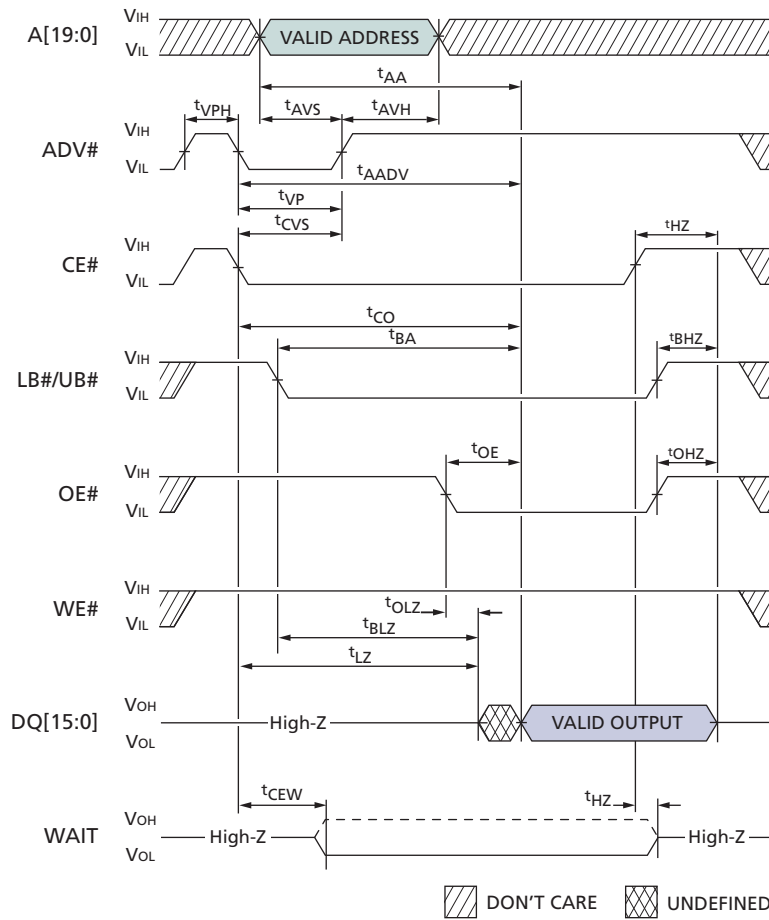 A[19:0] VIH VIL VALID ADDRESS
tAA
tVPH tAVS tAVH
ADV# VIH VIL
tAADV
tVP
tCVS
CE# VIH VIL tHZ
tCO
tBA
LB#/UB# VIH VIL tBHZ
tOE
OE# VIH VIL tOHZ
WE# VIH VIL
tOLZ
tBLZ
tLZ
DQ[15:0] VOH VOL High-Z VALID OUTPUT
tCEW tHZ
WAIT VOH VOL High-Z High-Z
DON'T CARE UNDEFINED